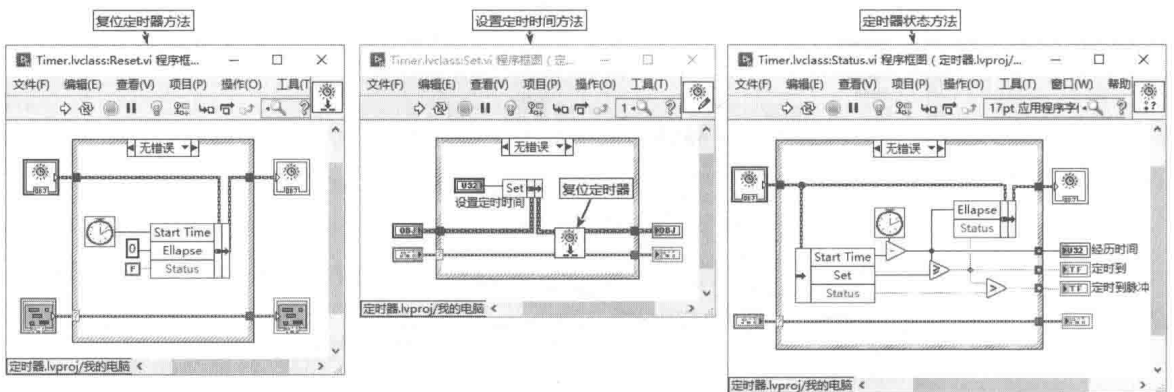 复位定时器方法
Timer.lvclass:Reset.vi 程序框...
文件(F) 编辑(E) 查看(V) 项目(P) 操作(O) 工具(T
无错误
OBJ
OBJ
Start Time
0
Ellapse
F
Status
?
定时器.lvproj/我的电脑
设置定时时间方法
Timer.lvclass:Set.vi 程序框图 (定...
文件(F) 编辑(E) 查看(V) 项目(P) 操作(O) 工具(T)
1
无错误
U32
Set
设置定时时间
复位定时器
OBJ
OBJ
?
定时器.lvproj/我的电脑
定时器状态方法
Timer.lvclass:Status.vi 程序框图 (定时器.lvproj/...
文件(F) 编辑(E) 查看(V) 项目(P) 操作(O) 工具(T) 窗口(W) 帮助
17pt 应用程序字
无错误
OBJ
OBJ
Ellapse
Status
Start Time
Set
Status
-
≥
>
U32 经历时间
TF 定时到
TF 定时到脉冲
?
定时器.lvproj/我的电脑